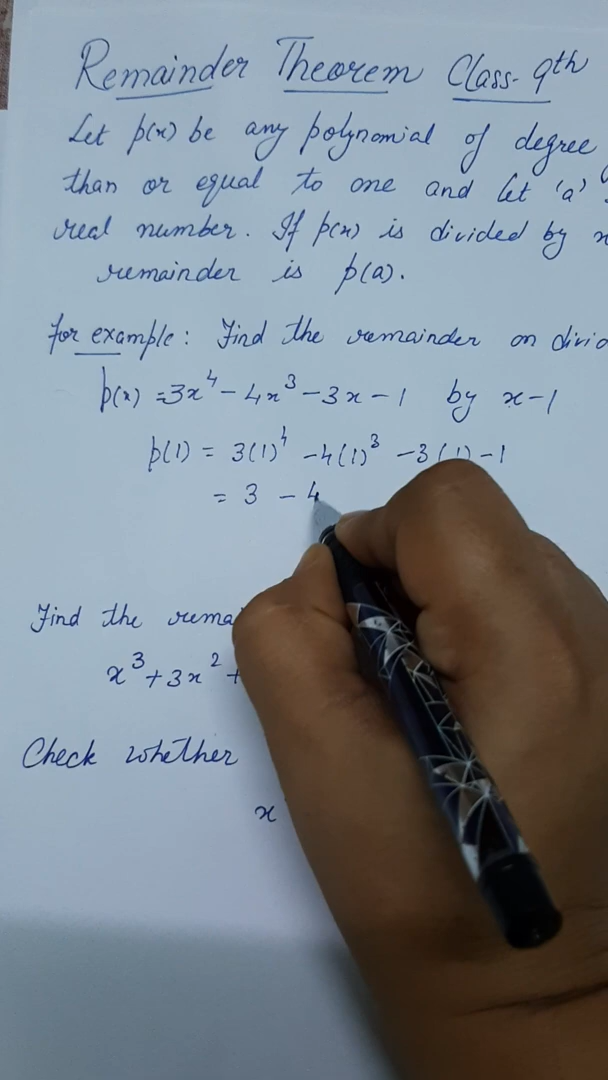 Remainder Theorem Class-9th
Let p(x) be any polynomial of degree
than or equal to one and let 'a'
real number. If p(x) is divided by x
remainder is p(a).
For example: Find the remainder on
p(x) = 3x⁴ - 4x³ - 3x - 1 by x - 1
p(1) = 3(1)⁴ - 4(1)³ - 3(1) - 1
= 3 - 4
Find the
x³ + 3x² +
Check whether
x